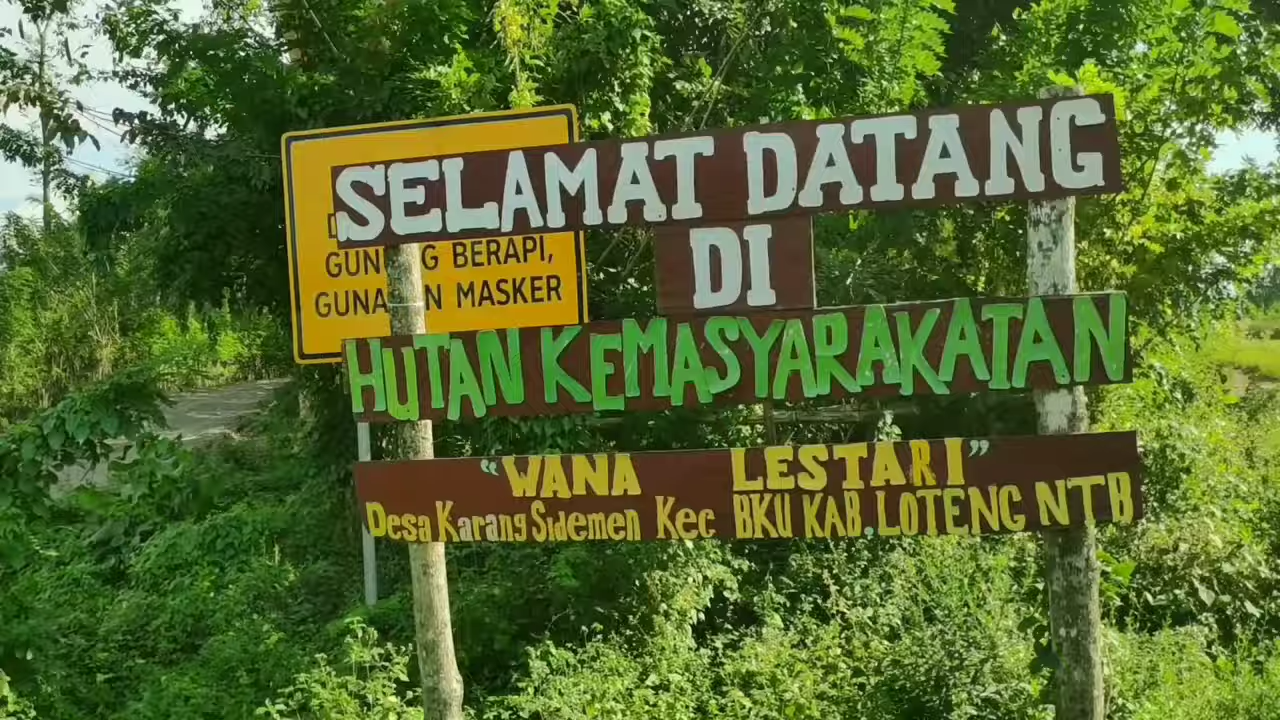 SELAMAT DATANG
DI
HUTAN KEMASYARAKATAN
"WANA LESTARI"
Desa Karang Sidemen Kec BKU KAB.LOTENG NTB
BERAPI,
MASKER